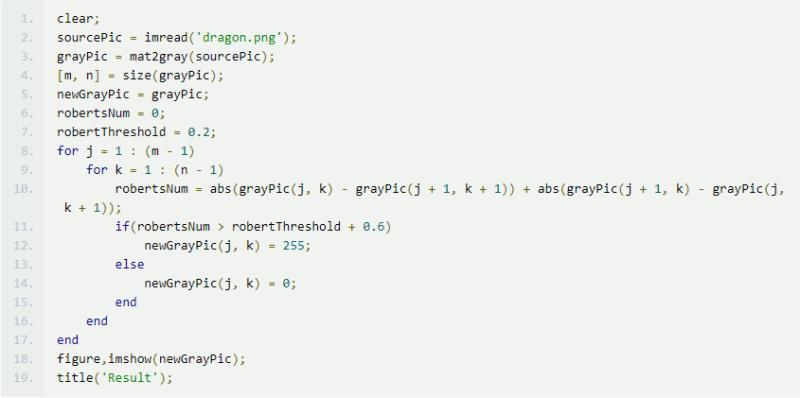 1. clear;
2. sourcePic = imread('dragon.png');
3. grayPic = mat2gray(sourcePic);
4. [m, n] = size(grayPic);
5. newGrayPic = grayPic;
6. robertsNum = 0;
7. robertThreshold = 0.2;
8. for j = 1 : (m - 1)
9. for k = 1 : (n - 1)
10. robertsNum = abs(grayPic(j, k) - grayPic(j + 1, k + 1)) + abs(grayPic(j + 1, k) - grayPic(j,
k + 1));
11. if(robertsNum > robertThreshold + 0.6)
12. newGrayPic(j, k) = 255;
13. else
14. newGrayPic(j, k) = 0;
15. end
16. end
17. end
18. figure,imshow(newGrayPic);
19. title('Result');